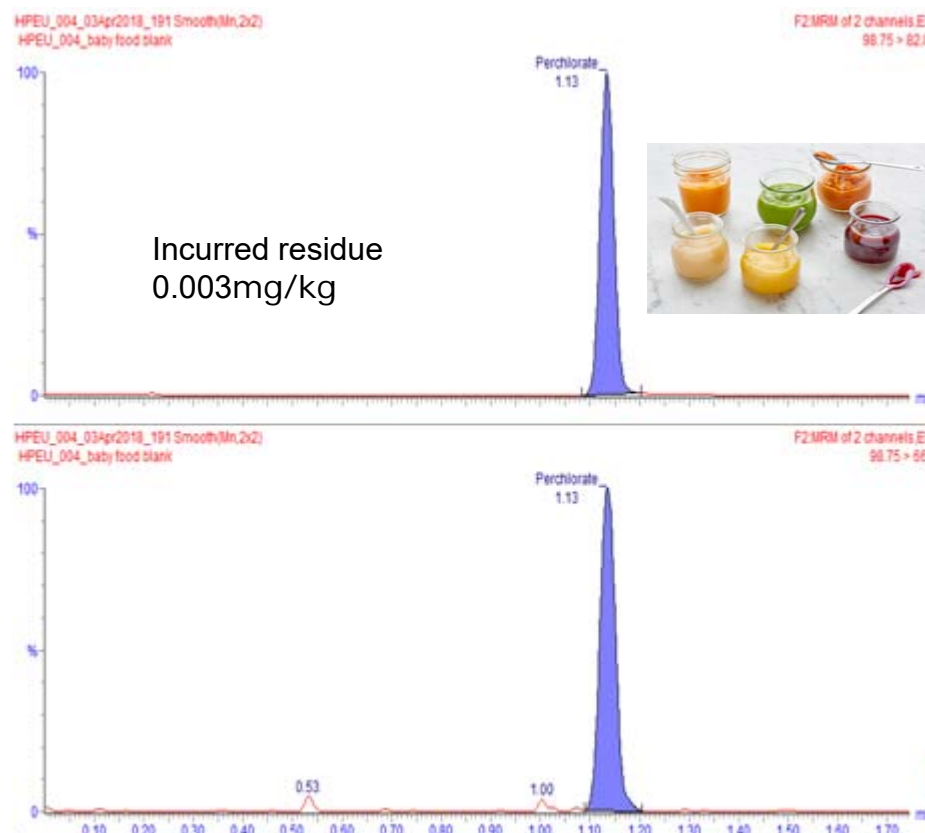 HPEU_004_03Apr2018_191 Smooth(Mn,2x2)
F2:MRM of 2 channels,E
HPEU_004_baby food blank
98.75 > 82.
100
Perchlorate
1.13
%
Incurred residue
0.003mg/kg
0
HPEU_004_03Apr2018_191 Smooth(Mn,2x2)
F2:MRM of 2 channels,E
HPEU_004_baby food blank
98.75 > 66
100
Perchlorate
1.13
%
0.53
1.00
0
0.10 0.20 0.30 0.40 0.50 0.60 0.70 0.80 0.90 1.00 1.10 1.20 1.30 1.40 1.50 1.60 1.70